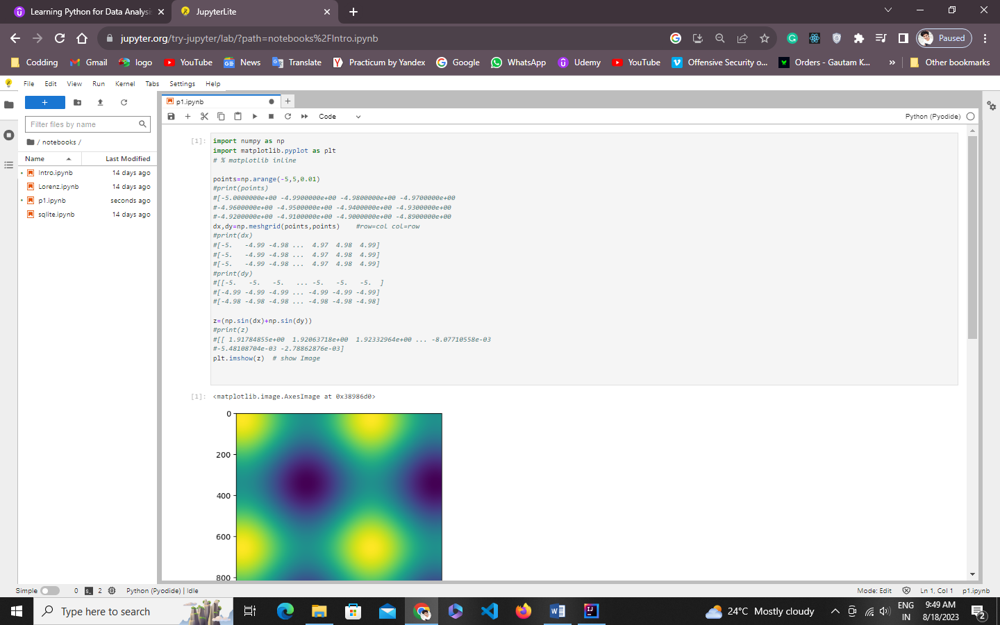 Learning Python for Data Analysis
JupyterLite
jupyter.org/try-jupyter/lab/?path=notebooks%2FIntro.ipynb
Paused
Codding
Gmail
logo
YouTube
News
Translate
Practicum by Yandex
Google
WhatsApp
Udemy
YouTube
Offensive Security o...
Orders - Gautam K...
»
Other bookmarks
File Edit View Run Kernel Tabs Settings Help
p1.ipynb
Filter files by name
Code
Python (Pyodide)
/ notebooks /
Name Last Modified
Intro.ipynb 14 days ago
Lorenz.ipynb 14 days ago
p1.ipynb seconds ago
sqlite.ipynb 14 days ago
[1]:
import numpy as np
import matplotlib.pyplot as plt
# % matplotlib inline
points=np.arange(-5,5,0.01)
#print(points)
#[-5.0000000e+00 -4.9900000e+00 -4.9800000e+00 -4.9700000e+00
#-4.9600000e+00 -4.9500000e+00 -4.9400000e+00 -4.9300000e+00
#-4.9200000e+00 -4.9100000e+00 -4.9000000e+00 -4.8900000e+00
dx,dy=np.meshgrid(points,points) #row=col col=row
#print(dx)
#[-5. -4.99 -4.98 ... 4.97 4.98 4.99]
#[-5. -4.99 -4.98 ... 4.97 4.98 4.99]
#[-5. -4.99 -4.98 ... 4.97 4.98 4.99]
#print(dy)
#[[-5. -5. -5. ... -5. -5. -5. ]
#[-4.99 -4.99 -4.99 ... -4.99 -4.99 -4.99]
#[-4.98 -4.98 -4.98 ... -4.98 -4.98 -4.98]
z=(np.sin(dx)+np.sin(dy))
#print(z)
#[[ 1.91784855e+00 1.92063718e+00 1.92332964e+00 ... -8.07710558e-03
#-5.48108704e-03 -2.78862876e-03]
plt.imshow(z) # show Image
[1]: <matplotlib.image.AxesImage at 0x38986d0>
0
200
400
600
800
Simple 0 2 Python (Pyodide) | Idle
Mode: Edit Ln 1, Col 1 p1.ipynb
Type here to search
24°C Mostly cloudy
ENG
IN
9:49 AM
8/18/2023
2